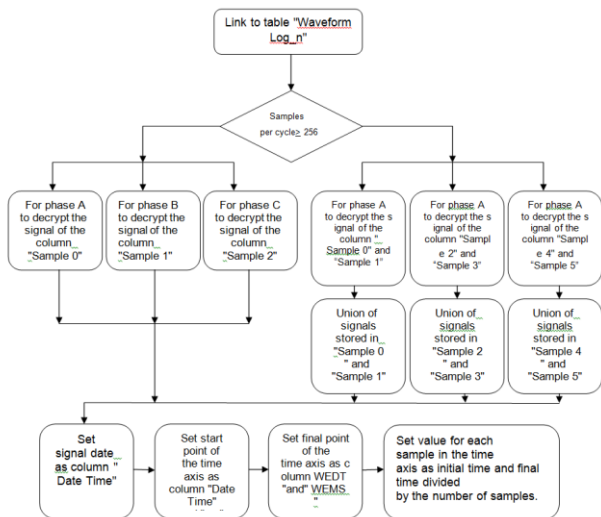 Link to table "Waveform
Log_n"
Samples
per cycle≥ 256
For phase A
to decrypt the
signal of the
column
"Sample 0"
For phase B
to decrypt the
signal of the
column
"Sample 1"
For phase C
to decrypt the
signal of the
column
"Sample 2"
For phase A
to decrypt the s
ignal of the
column "
Sample 0" and
"Sample 1"
For phase A
to decrypt the s
ignal of the
column "Sampl
e 2" and
"Sample 3"
For phase A
to decrypt the s
ignal of the
column "Sampl
e 4" and
"Sample 5"
Union of
signals
stored in
"Sample 0
" and
"Sample 1"
Union of
signals
stored in
"Sample 2
" and
"Sample 3"
Union of
signals
stored in
"Sample 4
" and
"Sample 5"
Set
signal date
as column "
Date Time"
Set start
point of
the time
axis as
column "Date
Time"
Set final point
of the
time axis as c
olumn WEDT
"and" WEMS
"
Set value for each
sample in the time
axis as initial time and final
time divided
by the number of samples.